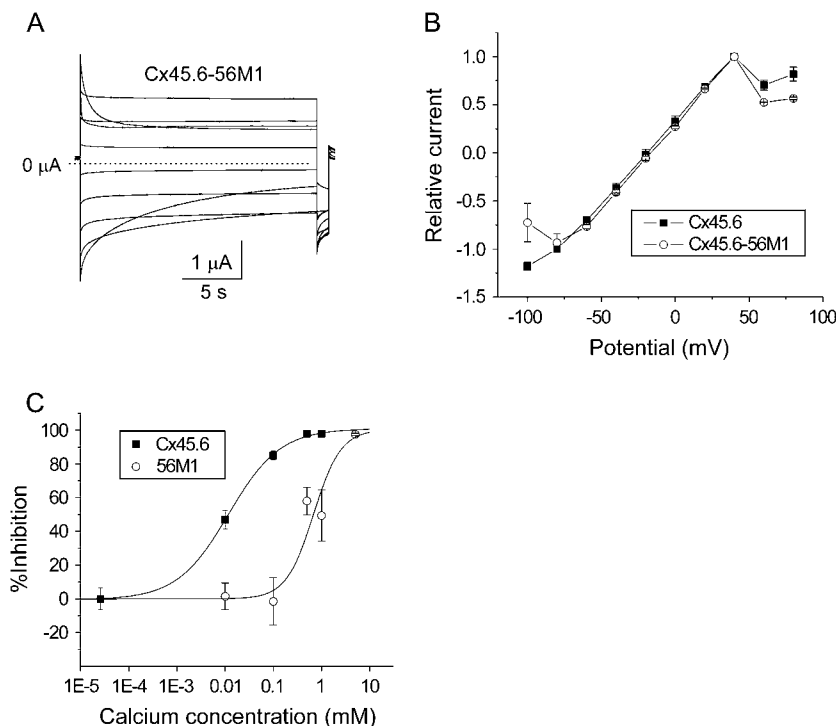 A
Cx45.6-56M1
0 μA
1 μA
5 s
B
Relative current
1.0
0.5
0.0
-0.5
-1.0
-1.5
Cx45.6
Cx45.6-56M1
-100
-50
0
50
100
Potential (mV)
C
%Inhibition
100
80
60
40
20
0
-20
Cx45.6
56M1
1E-5
1E-4
1E-3
0.01
0.1
1
10
Calcium concentration (mM)